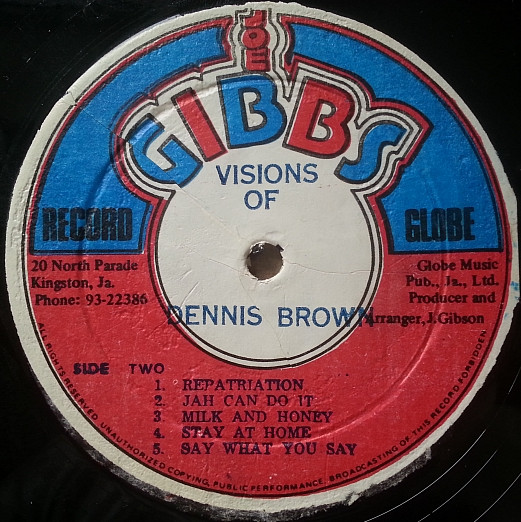 JOE
GIBBS
RECORD
GLOBE
VISIONS
OF
DENNIS BROWN
20 North Parade
Kingston, Ja.
Phone: 93-22386
Globe Music
Pub., Ja., Ltd.
Producer and
Arranger, J.Gibson
SIDE TWO
1. REPATRIATION
2. JAH CAN DO IT
3. MILK AND HONEY
4. STAY AT HOME
5. SAY WHAT YOU SAY
ALL RIGHTS RESERVED. UNAUTHORIZED COPYING, PUBLIC PERFORMANCE, BROADCASTING OF THIS RECORD FORBIDDEN